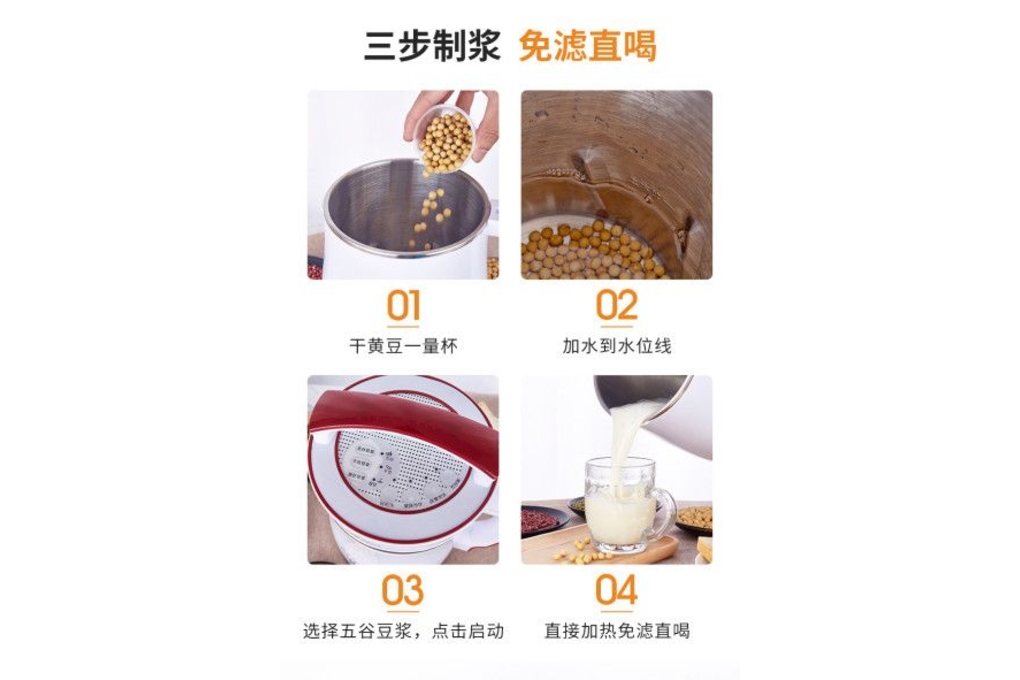 三步制浆 免滤直喝
01
02
干黄豆一量杯
加水到水位线
03
04
选择五谷豆浆，点击启动
直接加热免滤直喝